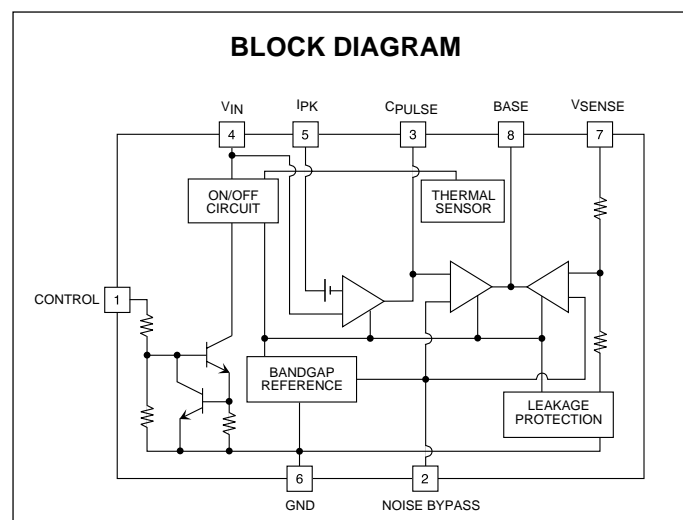 BLOCK DIAGRAM
VIN
IPK
CPULSE
BASE
VSENSE
4
5
3
8
7
ON/OFF
CIRCUIT
THERMAL
SENSOR
CONTROL
1
BANDGAP
REFERENCE
LEAKAGE
PROTECTION
6
2
GND
NOISE BYPASS